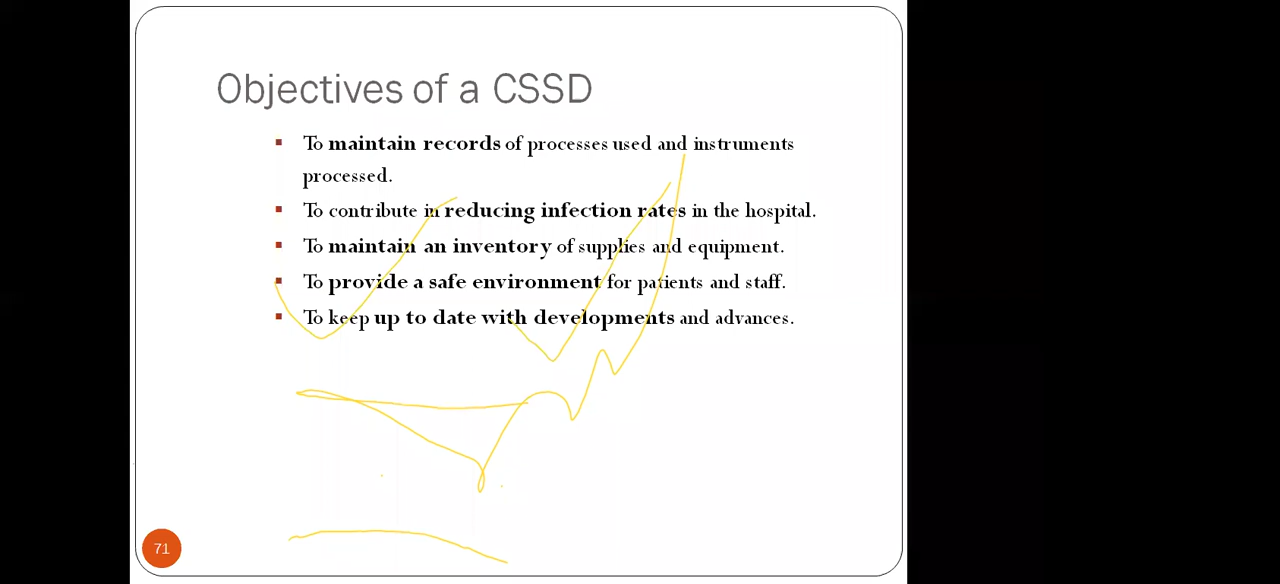 Objectives of a CSSD
▪ To maintain records of processes used and instruments
processed.
▪ To contribute in reducing infection rates in the hospital.
▪ To maintain an inventory of supplies and equipment.
▪ To provide a safe environment for patients and staff.
▪ To keep up to date with developments and advances.
71